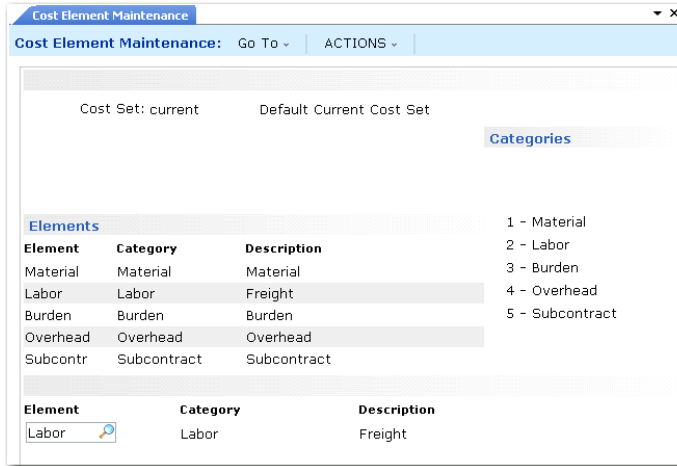 Cost Element Maintenance
Cost Element Maintenance: Go To ACTIONS
Cost Set: current Default Current Cost Set
Categories
1 - Material
2 - Labor
3 - Burden
4 - Overhead
5 - Subcontract
Elements
Element Category Description
Material Material Material
Labor Labor Freight
Burden Burden Burden
Overhead Overhead Overhead
Subcontr Subcontract Subcontract
Element Category Description
Labor Labor Freight